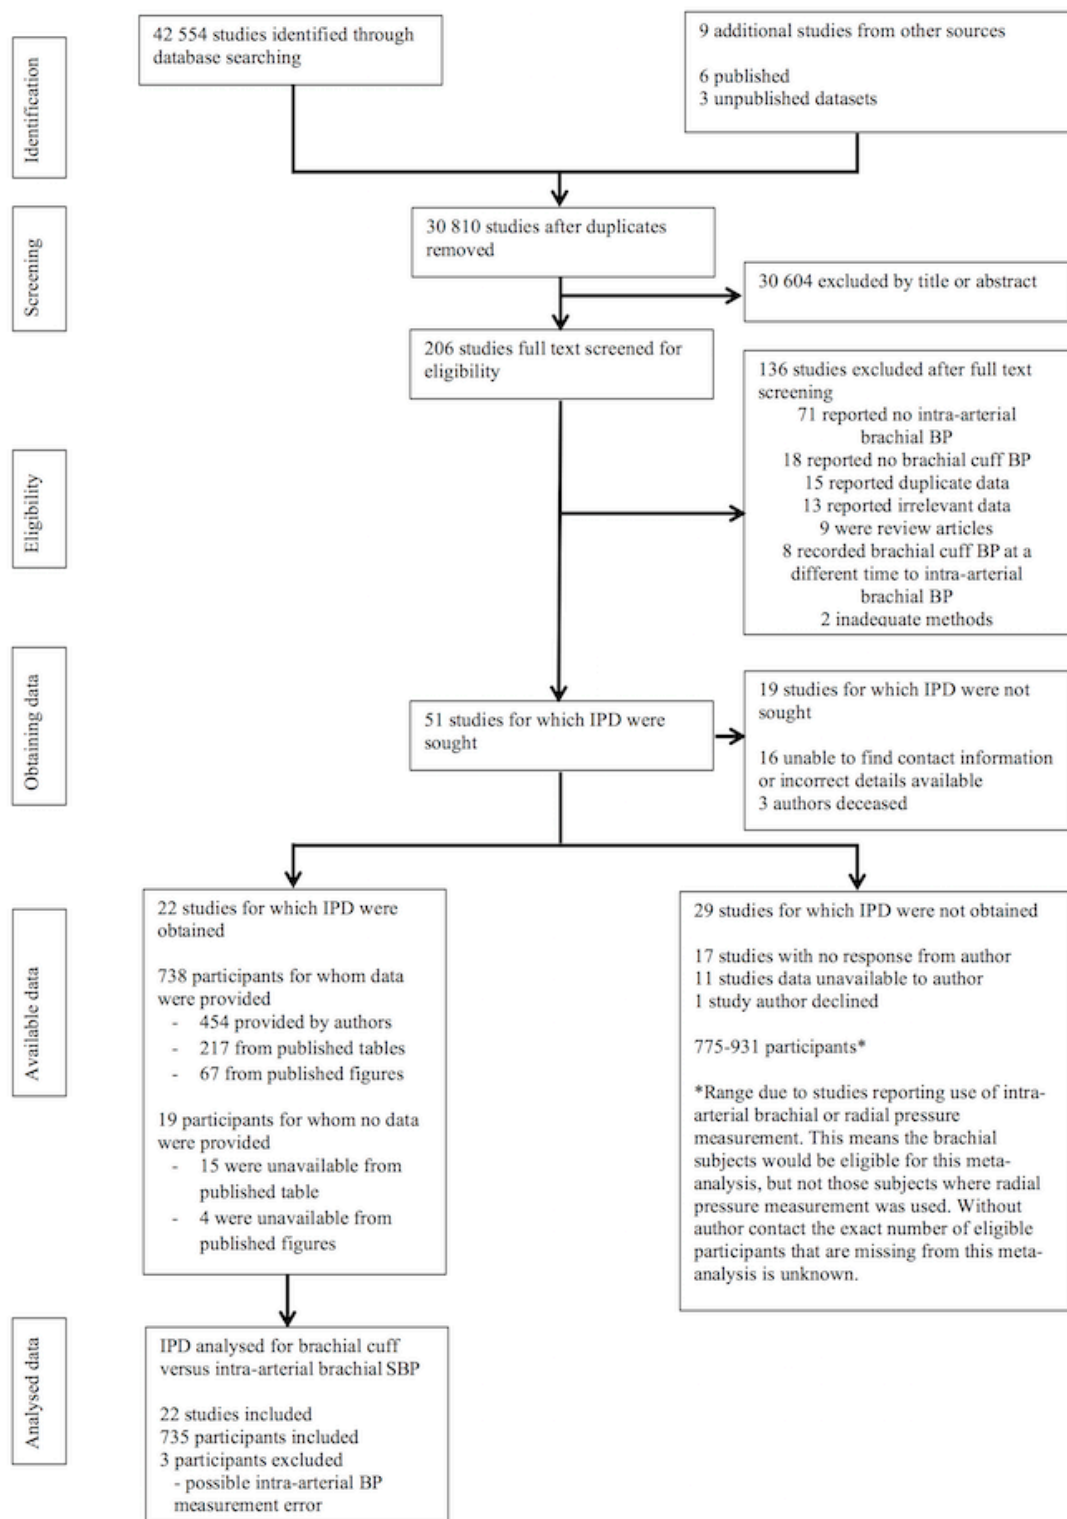 Identification
42 554 studies identified through
database searching
9 additional studies from other sources
6 published
3 unpublished datasets
Screening
30 810 studies after duplicates
removed
30 604 excluded by title or abstract
206 studies full text screened for
eligibility
Eligibility
136 studies excluded after full text
screening
71 reported no intra-arterial
brachial BP
18 reported no brachial cuff BP
15 reported duplicate data
13 reported irrelevant data
9 were review articles
8 recorded brachial cuff BP at a
different time to intra-arterial
brachial BP
2 inadequate methods
Obtaining data
51 studies for which IPD were
sought
19 studies for which IPD were not
sought
16 unable to find contact information
or incorrect details available
3 authors deceased
Available data
22 studies for which IPD were
obtained
738 participants for whom data
were provided
- 454 provided by authors
- 217 from published tables
- 67 from published figures
19 participants for whom no data
were provided
- 15 were unavailable from
published table
- 4 were unavailable from
published figures
29 studies for which IPD were not obtained
17 studies with no response from author
11 studies data unavailable to author
1 study author declined
775-931 participants*
*Range due to studies reporting use of intra-
arterial brachial or radial pressure
measurement. This means the brachial
subjects would be eligible for this meta-
analysis, but not those subjects where radial
pressure measurement was used. Without
author contact the exact number of eligible
participants that are missing from this meta-
analysis is unknown.
Analysed data
IPD analysed for brachial cuff
versus intra-arterial brachial SBP
22 studies included
735 participants included
3 participants excluded
- possible intra-arterial BP
measurement error